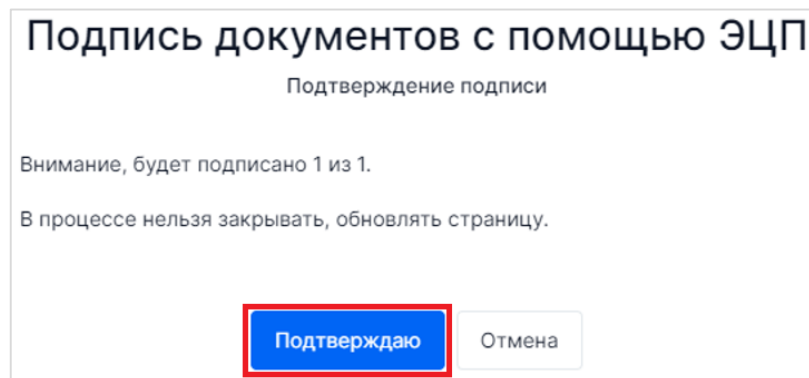 Подпись документов с помощью ЭЦП
Подтверждение подписи
Внимание, будет подписано 1 из 1.
В процессе нельзя закрывать, обновлять страницу.
Подтверждаю Отмена